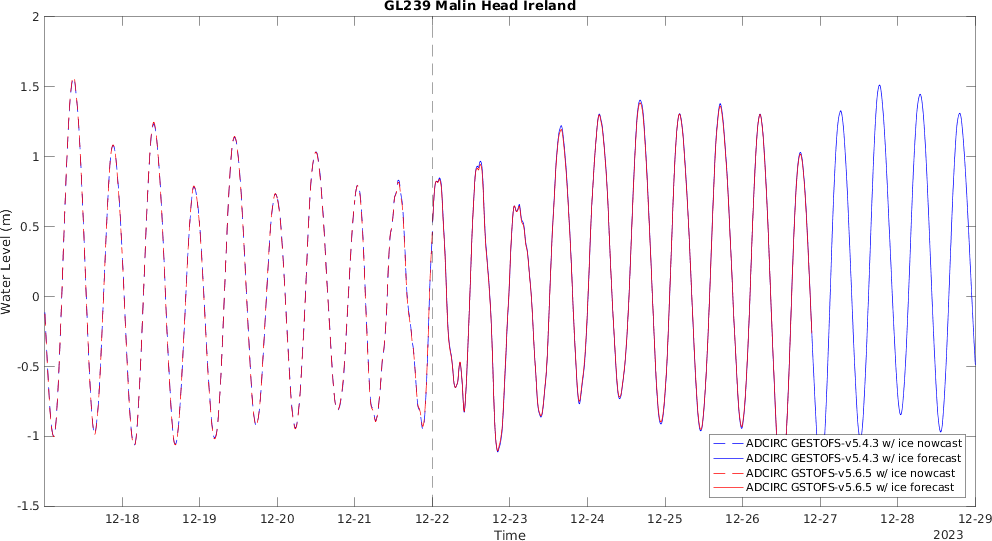 GL239 Malin Head Ireland
2
1.5
1
0.5
0
-0.5
-1
-1.5
Water Level (m)
ADCIRC GESTOFS-v5.4.3 w/ ice nowcast
ADCIRC GESTOFS-v5.4.3 w/ ice forecast
ADCIRC GSTOFS-v5.6.5 w/ ice nowcast
ADCIRC GSTOFS-v5.6.5 w/ ice forecast
12-18 12-19 12-20 12-21 12-22 12-23 12-24 12-25 12-26 12-27 12-28 12-29
Time 2023